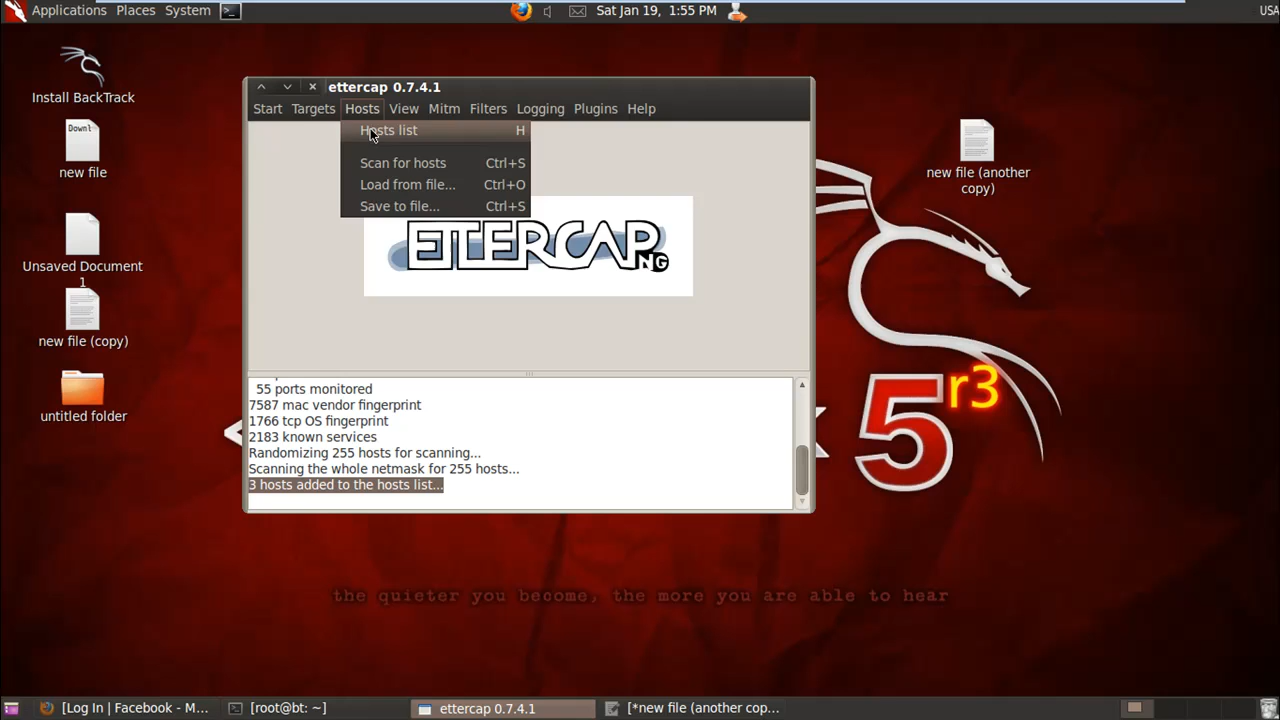 Applications Places System
Sat Jan 19, 1:55 PM
USA
Install BackTrack
new file
Unsaved Document
1
new file (copy)
untitled folder
new file (another
copy)
ettercap 0.7.4.1
Start Targets Hosts View Mitm Filters Logging Plugins Help
Hosts list H
Scan for hosts Ctrl+S
Load from file... Ctrl+O
Save to file... Ctrl+S
ETTERCAP
NG
55 ports monitored
7587 mac vendor fingerprint
1766 tcp OS fingerprint
2183 known services
Randomizing 255 hosts for scanning...
Scanning the whole netmask for 255 hosts...
3 hosts added to the hosts list...
5 r3
the quieter you become, the more you are able to hear
[Log In | Facebook - M...
[root@bt: ~]
ettercap 0.7.4.1
[*new file (another cop...